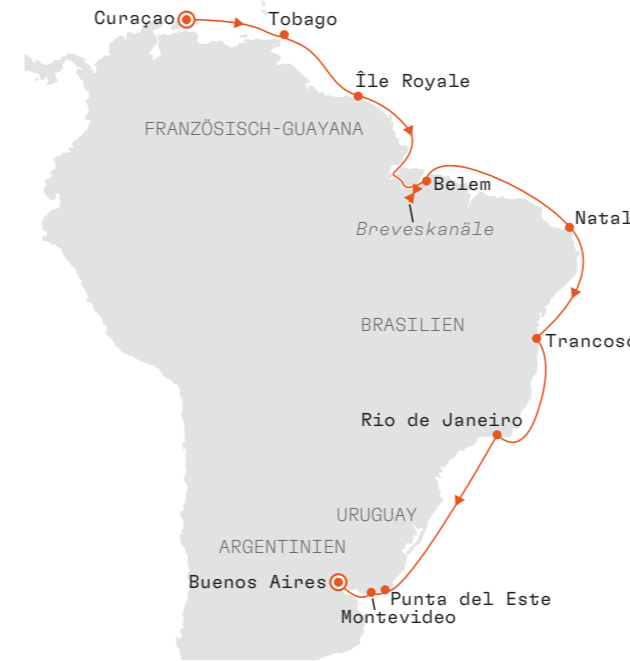 Curaçao
Tobago
Île Royale
FRANZÖSISCH-GUAYANA
Belem
Natal
Breveskanäle
BRASILIEN
Trancoso
Rio de Janeiro
URUGUAY
ARGENTINIEN
Buenos Aires
Punta del Este
Montevideo